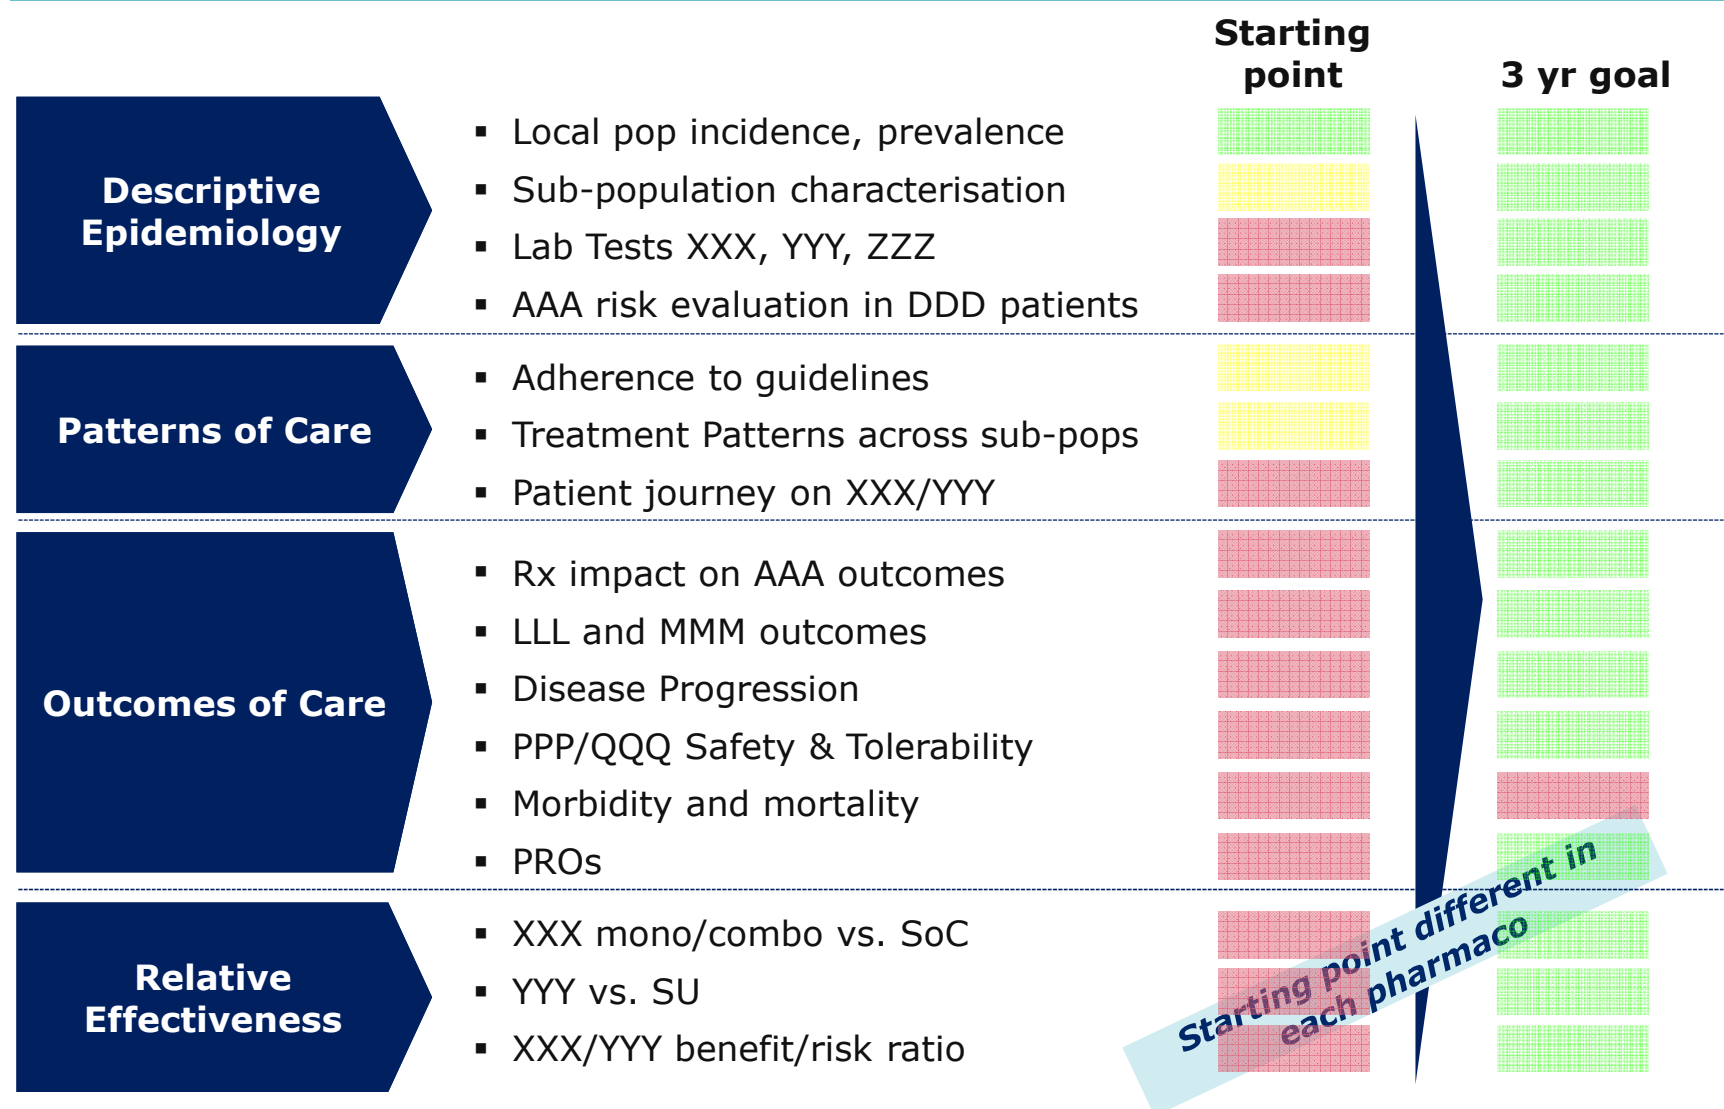 Starting
point
3 yr goal
Descriptive
Epidemiology
▪ Local pop incidence, prevalence
▪ Sub-population characterisation
▪ Lab Tests XXX, YYY, ZZZ
▪ AAA risk evaluation in DDD patients
Patterns of Care
▪ Adherence to guidelines
▪ Treatment Patterns across sub-pops
▪ Patient journey on XXX/YYY
Outcomes of Care
▪ Rx impact on AAA outcomes
▪ LLL and MMM outcomes
▪ Disease Progression
▪ PPP/QQQ Safety & Tolerability
▪ Morbidity and mortality
▪ PROs
Relative
Effectiveness
▪ XXX mono/combo vs. SoC
▪ YYY vs. SU
▪ XXX/YYY benefit/risk ratio
Starting point different in
each pharmaco